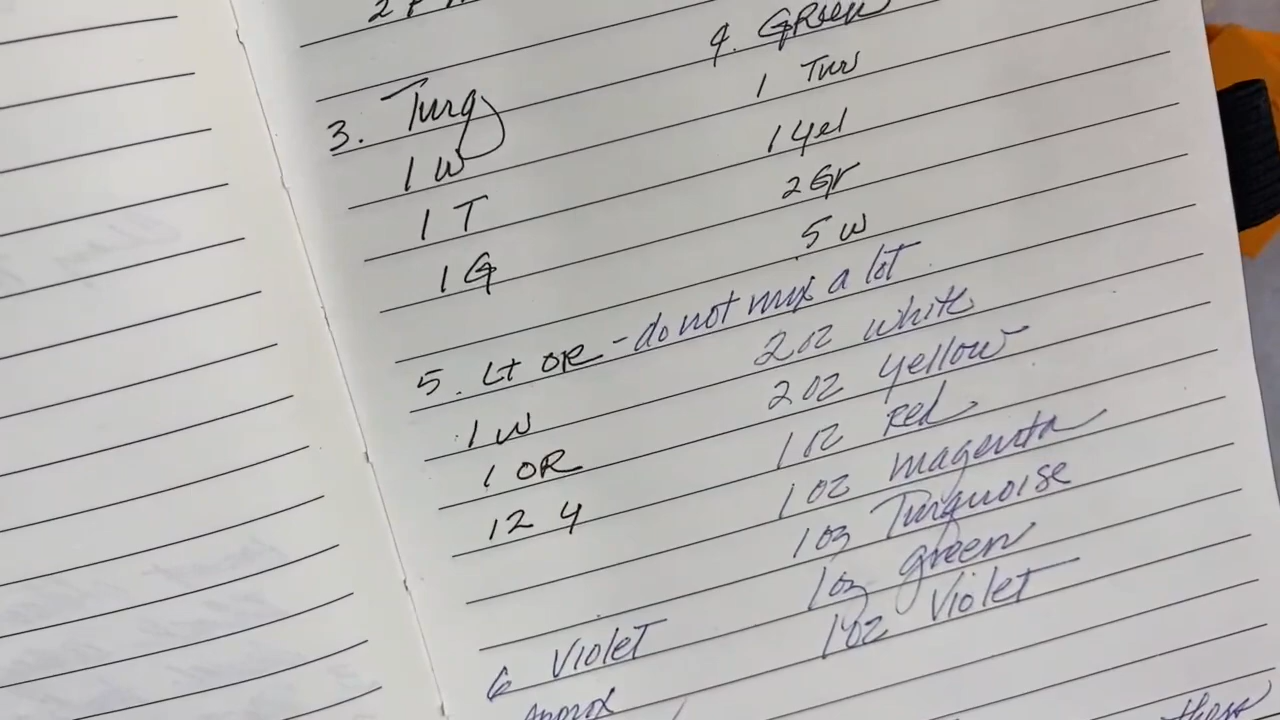 3. Turq
1 W
1 T
1 G
4. GReen
1 Tur
1 yel
2 Gr
5 W
5. Lt OR - do not mix a lot
1 W
1 OR
12 y
2 oz white
2 oz yellow
1 oz Red
1 oz magenta
1 oz Turquoise
1 oz green
1 oz Violet
6 Violet
Approx